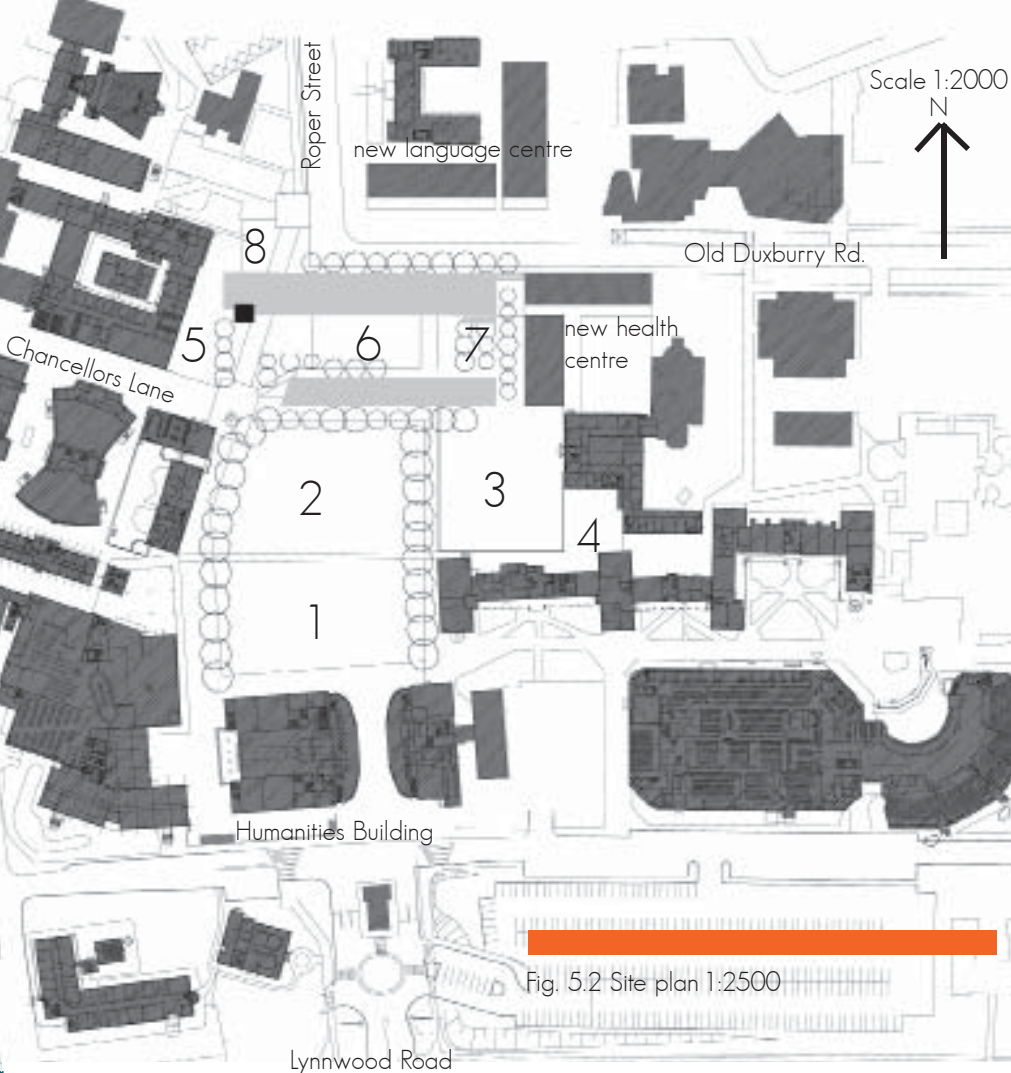 Scale 1:2000
N
Roper Street
new language centre
8
Old Duxburry Rd.
5
6
7
new health
centre
Chancellors Lane
2
3
4
1
Humanities Building
Fig. 5.2 Site plan 1:2500
Lynnwood Road